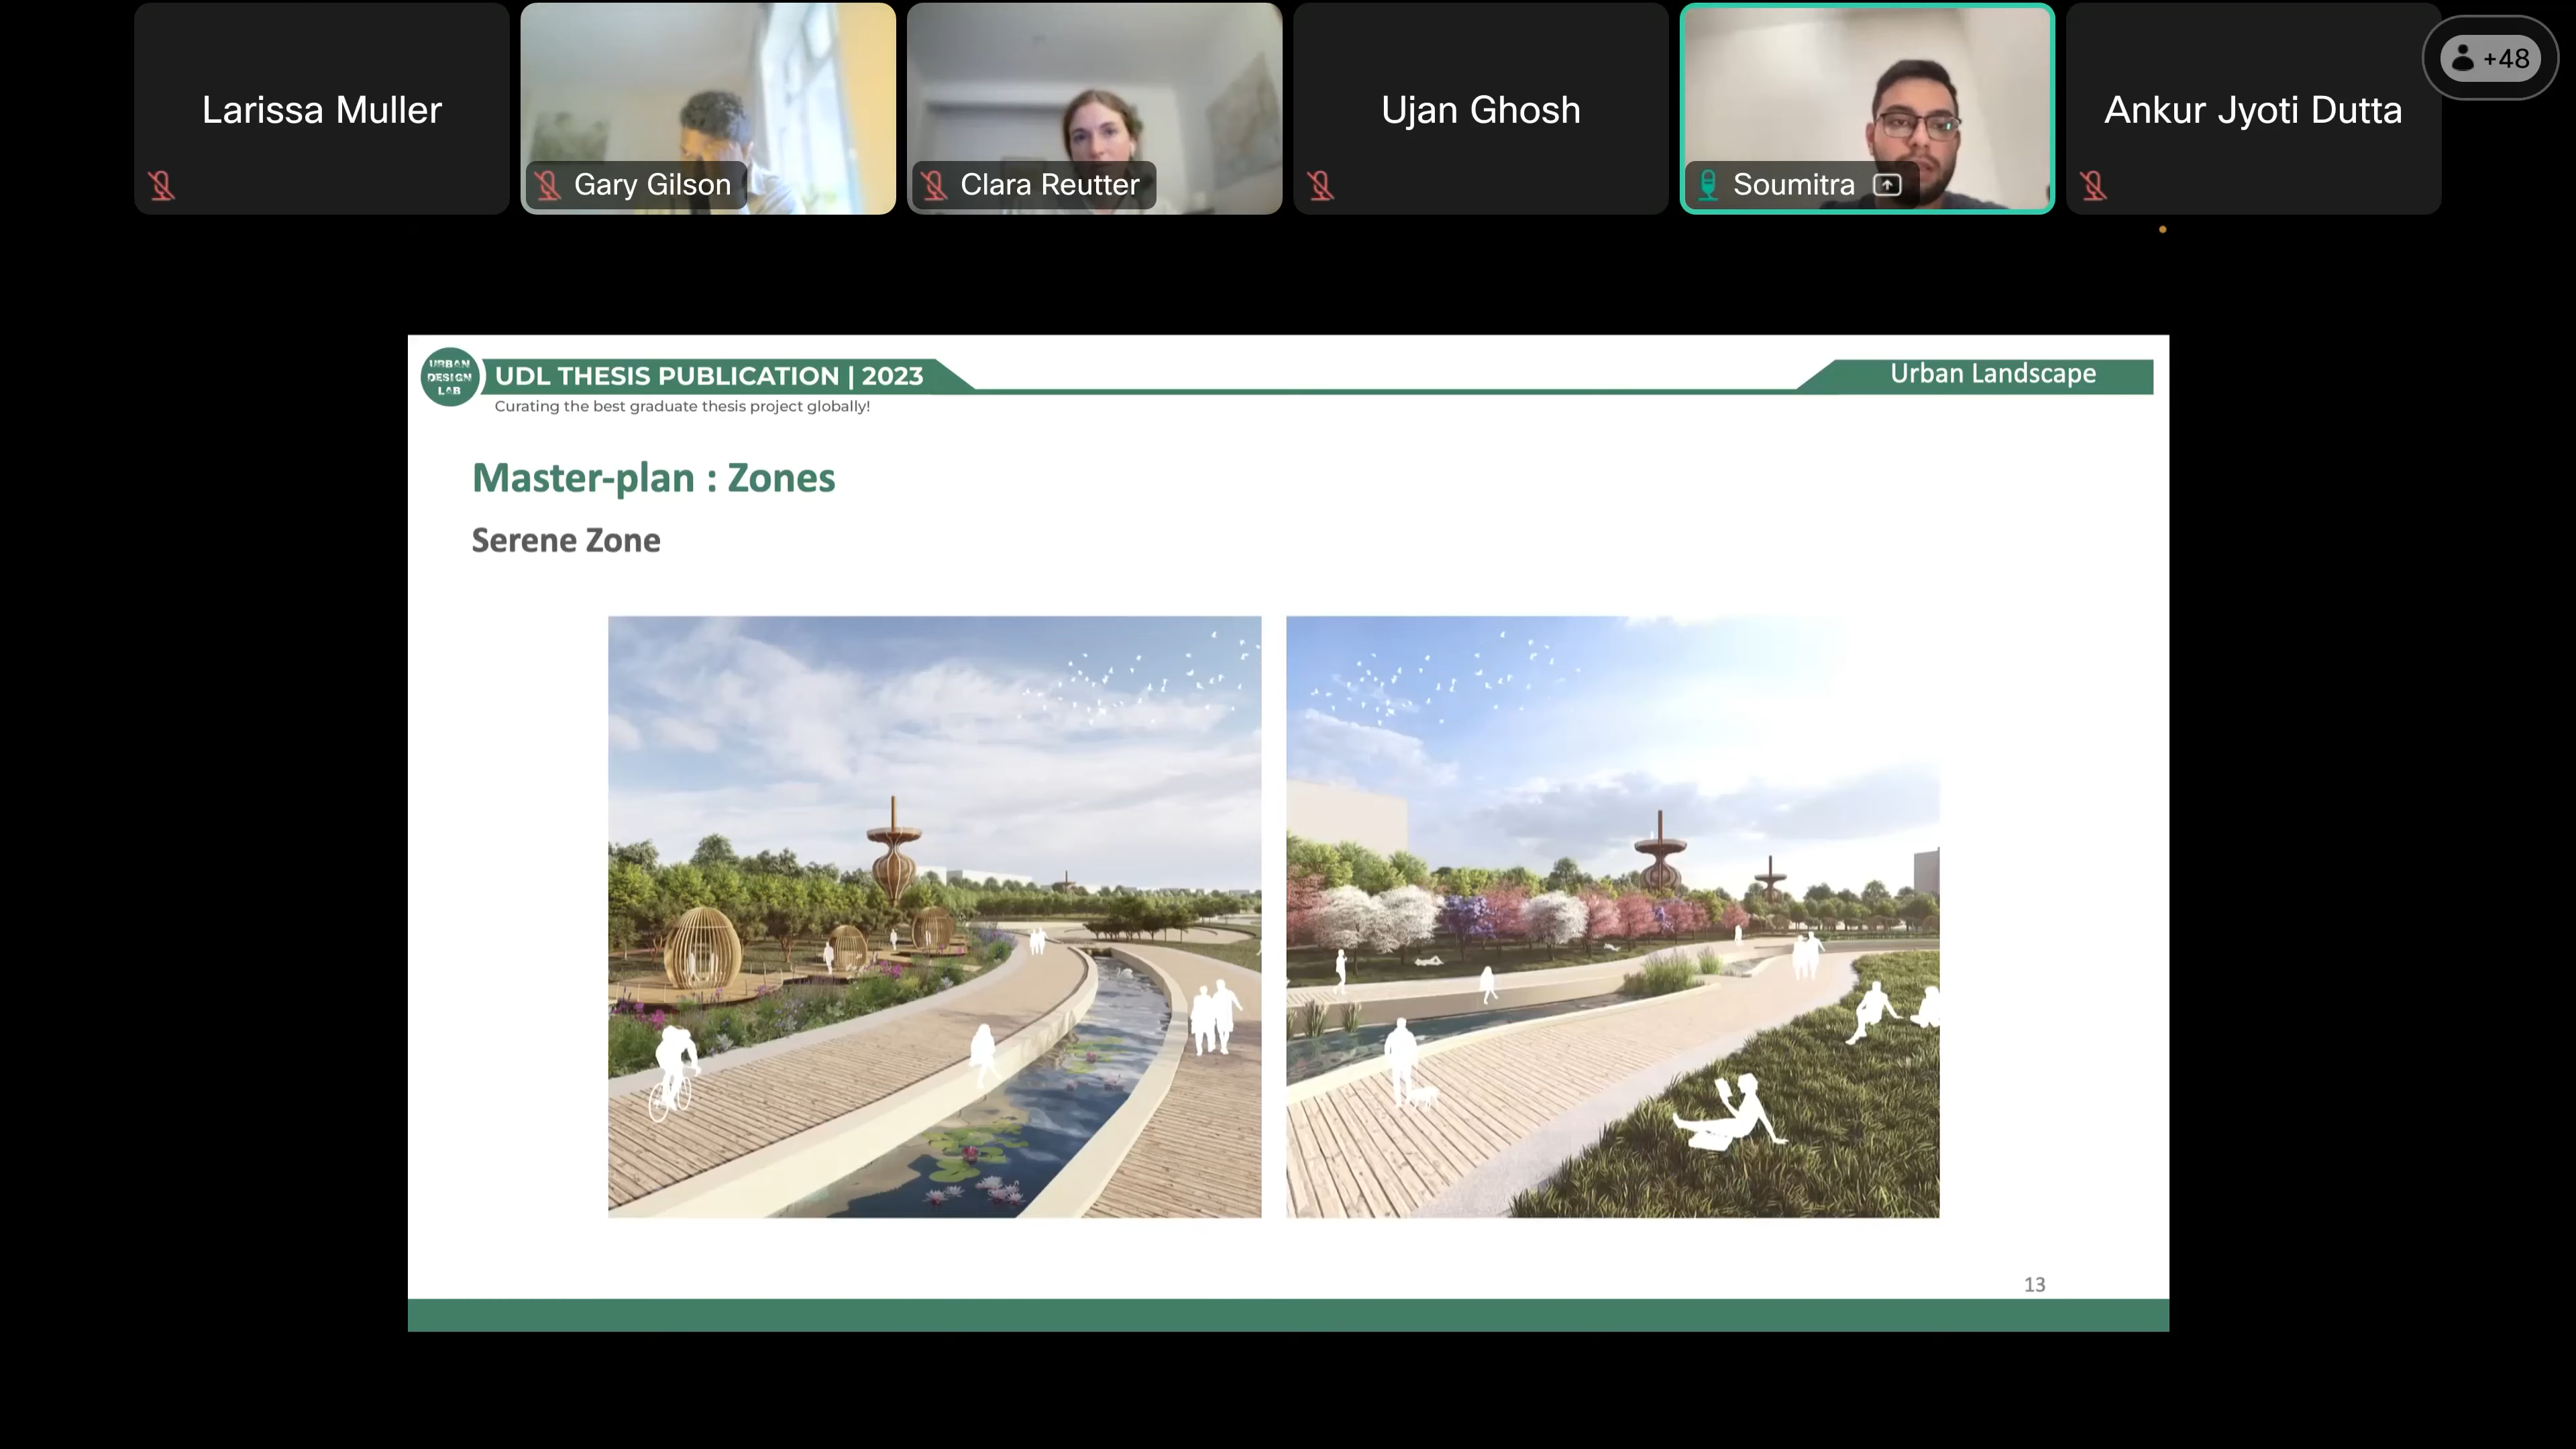 Larissa Muller
Gary Gilson
Clara Reutter
Ujan Ghosh
Soumitra
Ankur Jyoti Dutta
+48
URBAN
DESIGN
LAB
UDL THESIS PUBLICATION | 2023
Curating the best graduate thesis project globally!
Urban Landscape
Master-plan : Zones
Serene Zone
13